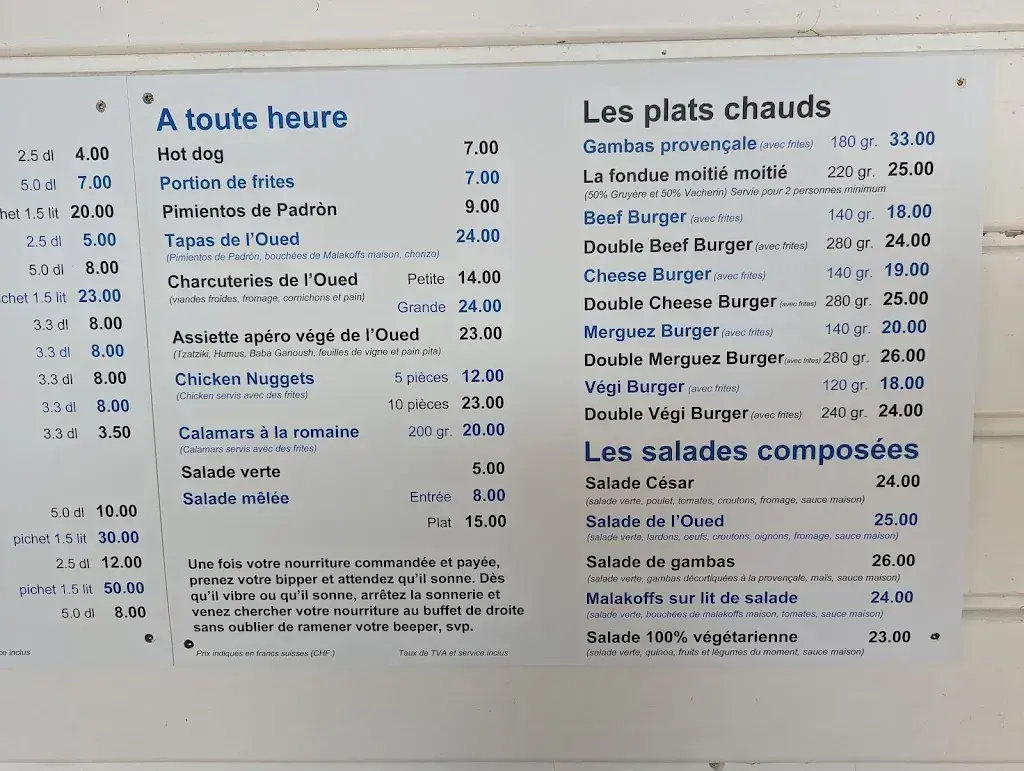 2.5 dl 4.00
5.0 dl 7.00
het 1.5 lit 20.00
2.5 dl 5.00
5.0 dl 8.00
chet 1.5 lit 23.00
3.3 dl 8.00
3.3 dl 8.00
3.3 dl 8.00
3.3 dl 8.00
3.3 dl 3.50
5.0 dl 10.00
pichet 1.5 lit 30.00
2.5 dl 12.00
pichet 1.5 lit 50.00
5.0 dl 8.00
ce inclus
A toute heure
Hot dog 7.00
Portion de frites 7.00
Pimientos de Padròn 9.00
Tapas de l'Oued 24.00
(Pimientos de Padrón, bouchées de Malakoffs maison, chorizo)
Charcuteries de l'Oued Petite 14.00
(viandes froides, fromage, cornichons et pain)
Grande 24.00
Assiette apéro végé de l'Oued 23.00
(Tzatziki, Humus, Baba Ganoush, feuilles de vigne et pain pita)
Chicken Nuggets 5 pièces 12.00
(Chicken servis avec des frites)
10 pièces 23.00
Calamars à la romaine 200 gr. 20.00
(Calamars servis avec des frites)
Salade verte 5.00
Salade mêlée Entrée 8.00
Plat 15.00
Une fois votre nourriture commandée et payée,
prenez votre bipper et attendez qu'il sonne. Dès
qu'il vibre ou qu'il sonne, arrêtez la sonnerie et
venez chercher votre nourriture au buffet de droite
sans oublier de ramener votre beeper, svp.
Prix indiqués en francs suisses (CHF.) Taux de TVA et service inclus
Les plats chauds
Gambas provençale (avec frites) 180 gr. 33.00
La fondue moitié moitié 220 gr. 25.00
(50% Gruyère et 50% Vacherin) Servie pour 2 personnes minimum
Beef Burger (avec frites) 140 gr. 18.00
Double Beef Burger (avec frites) 280 gr. 24.00
Cheese Burger (avec frites) 140 gr. 19.00
Double Cheese Burger (avec frites) 280 gr. 25.00
Merguez Burger (avec frites) 140 gr. 20.00
Double Merguez Burger (avec frites) 280 gr. 26.00
Végi Burger (avec frites) 120 gr. 18.00
Double Végi Burger (avec frites) 240 gr. 24.00
Les salades composées
Salade César 24.00
(salade verte, poulet, tomates, croutons, fromage, sauce maison)
Salade de l'Oued 25.00
(salade verte, lardons, oeufs, croutons, oignons, fromage, sauce maison)
Salade de gambas 26.00
(salade verte, gambas décortiquées à la provençale, maïs, sauce maison)
Malakoffs sur lit de salade 24.00
(salade verte, bouchées de malakoffs maison, tomates, sauce maison)
Salade 100% végétarienne 23.00
(salade verte, quinoa, fruits et légumes du moment, sauce maison)